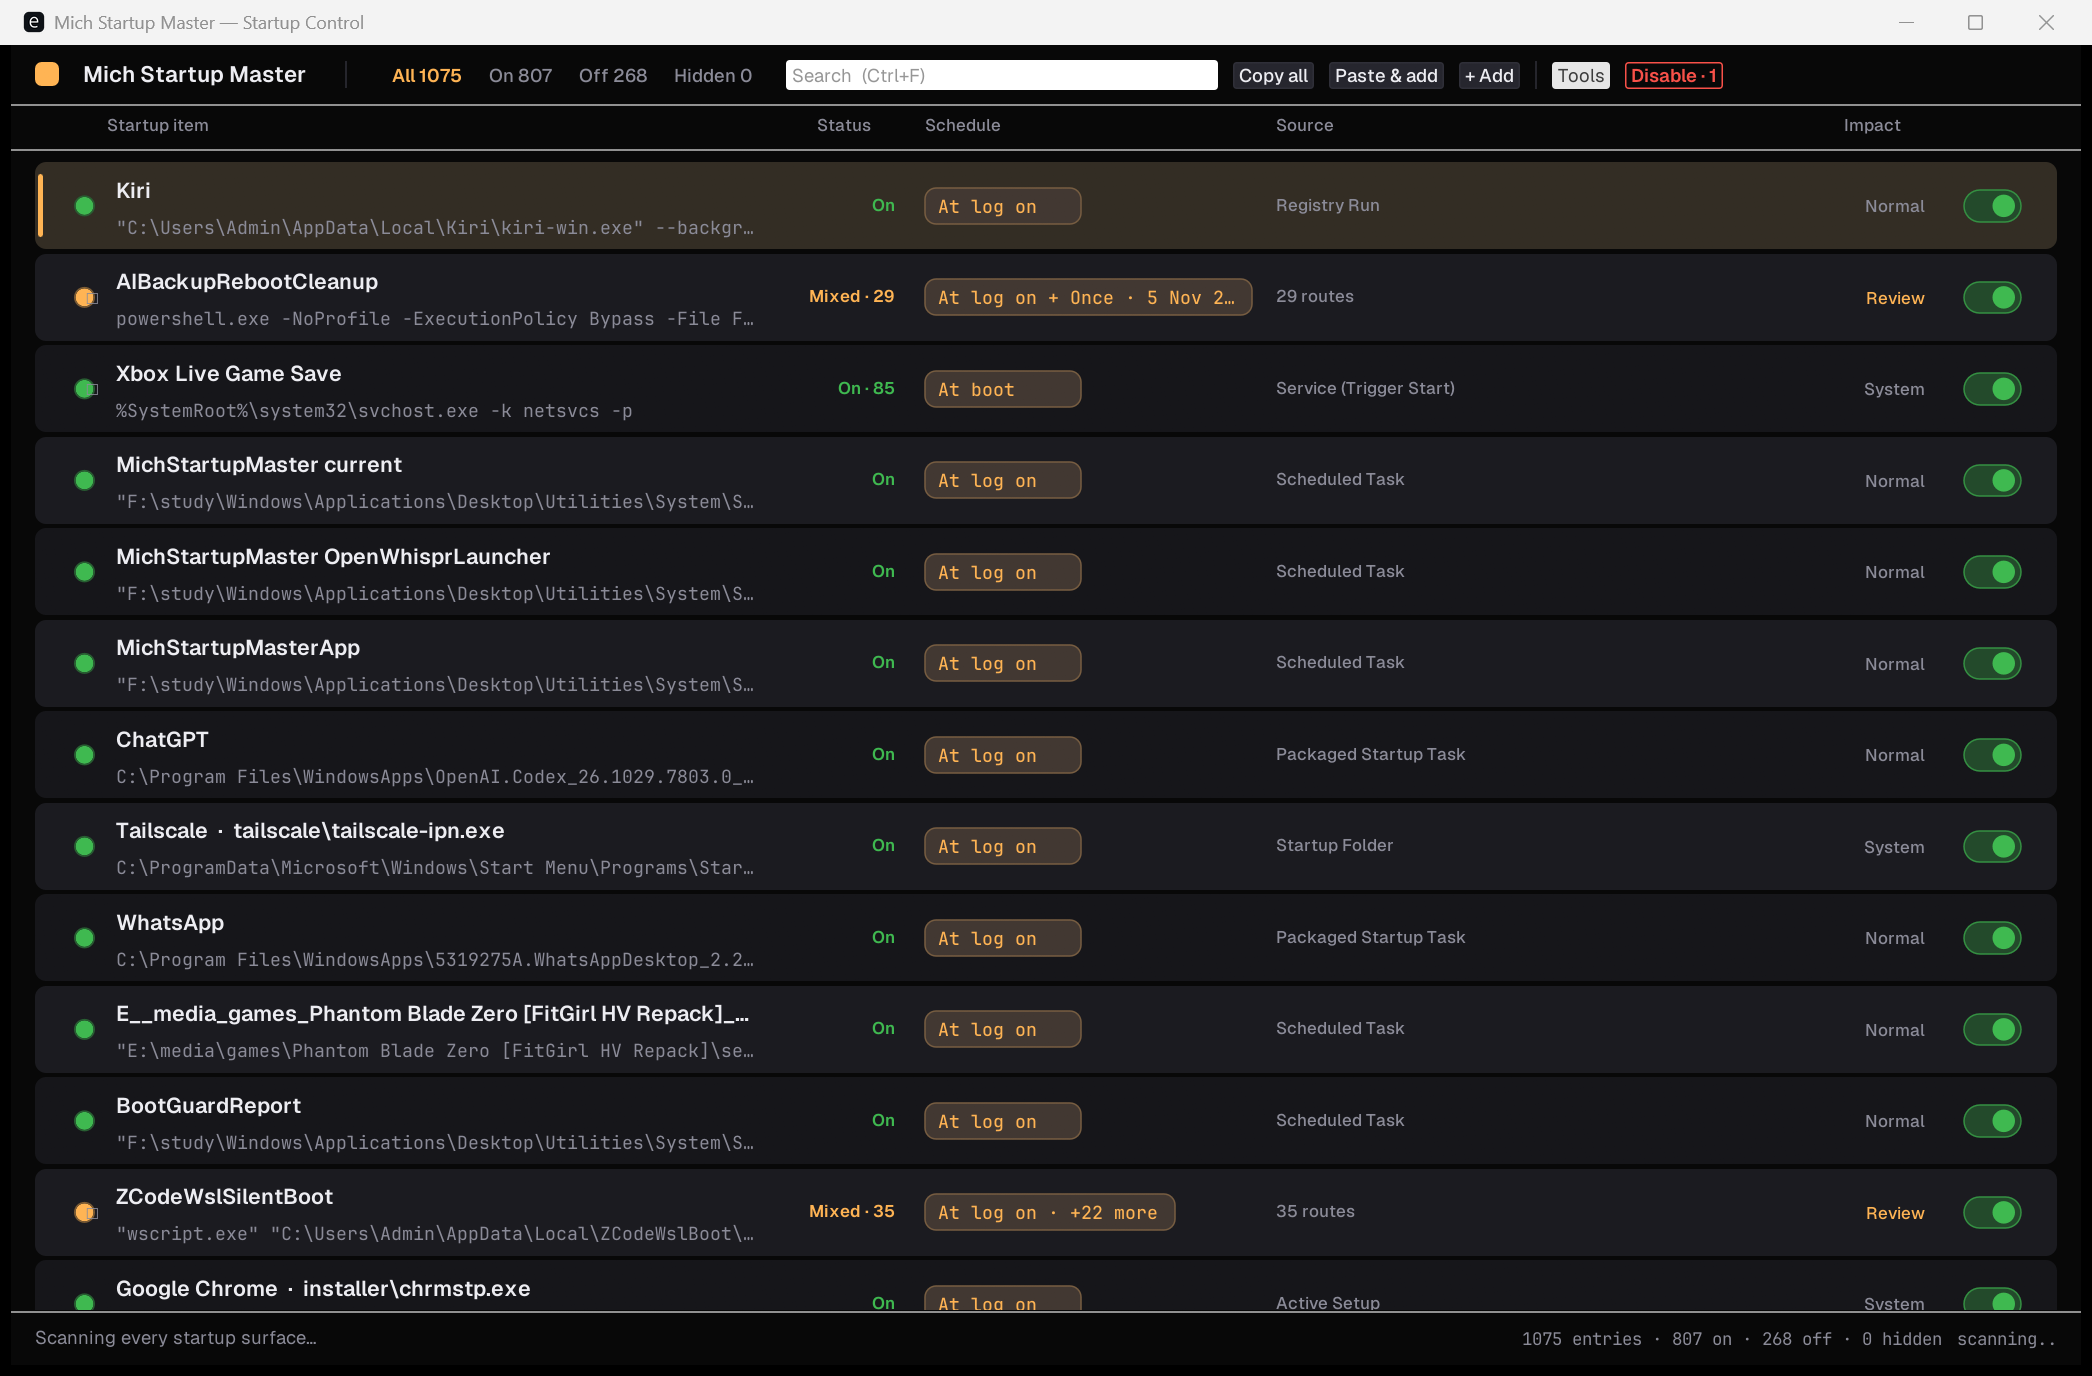 Mich Startup Master — Startup Control
Mich Startup Master All 1075 On 807 Off 268 Hidden 0 Search (Ctrl+F) Copy all Paste & add + Add Tools Disable · 1
Startup item Status Schedule Source Impact
Kiri
"C:\Users\Admin\AppData\Local\Kiri\kiri-win.exe" --backgr…
On At log on Registry Run Normal
AIBackupRebootCleanup
powershell.exe -NoProfile -ExecutionPolicy Bypass -File F…
Mixed · 29 At log on + Once · 5 Nov 2… 29 routes Review
Xbox Live Game Save
%SystemRoot%\system32\svchost.exe -k netsvcs -p
On · 85 At boot Service (Trigger Start) System
MichStartupMaster current
"F:\study\Windows\Applications\Desktop\Utilities\System\S…
On At log on Scheduled Task Normal
MichStartupMaster OpenWhisprLauncher
"F:\study\Windows\Applications\Desktop\Utilities\System\S…
On At log on Scheduled Task Normal
MichStartupMasterApp
"F:\study\Windows\Applications\Desktop\Utilities\System\S…
On At log on Scheduled Task Normal
ChatGPT
C:\Program Files\WindowsApps\OpenAI.Codex_26.1029.7803.0_…
On At log on Packaged Startup Task Normal
Tailscale · tailscale\tailscale-ipn.exe
C:\ProgramData\Microsoft\Windows\Start Menu\Programs\Star…
On At log on Startup Folder System
WhatsApp
C:\Program Files\WindowsApps\5319275A.WhatsAppDesktop_2.2…
On At log on Packaged Startup Task Normal
E__media_games_Phantom Blade Zero [FitGirl HV Repack]_…
"E:\media\games\Phantom Blade Zero [FitGirl HV Repack]\se…
On At log on Scheduled Task Normal
BootGuardReport
"F:\study\Windows\Applications\Desktop\Utilities\System\S…
On At log on Scheduled Task Normal
ZCodeWslSilentBoot
"wscript.exe" "C:\Users\Admin\AppData\Local\ZCodeWslBoot\…
Mixed · 35 At log on · +22 more 35 routes Review
Google Chrome · installer\chrmstp.exe
On At log on Active Setup System
Scanning every startup surface… 1075 entries · 807 on · 268 off · 0 hidden scanning..